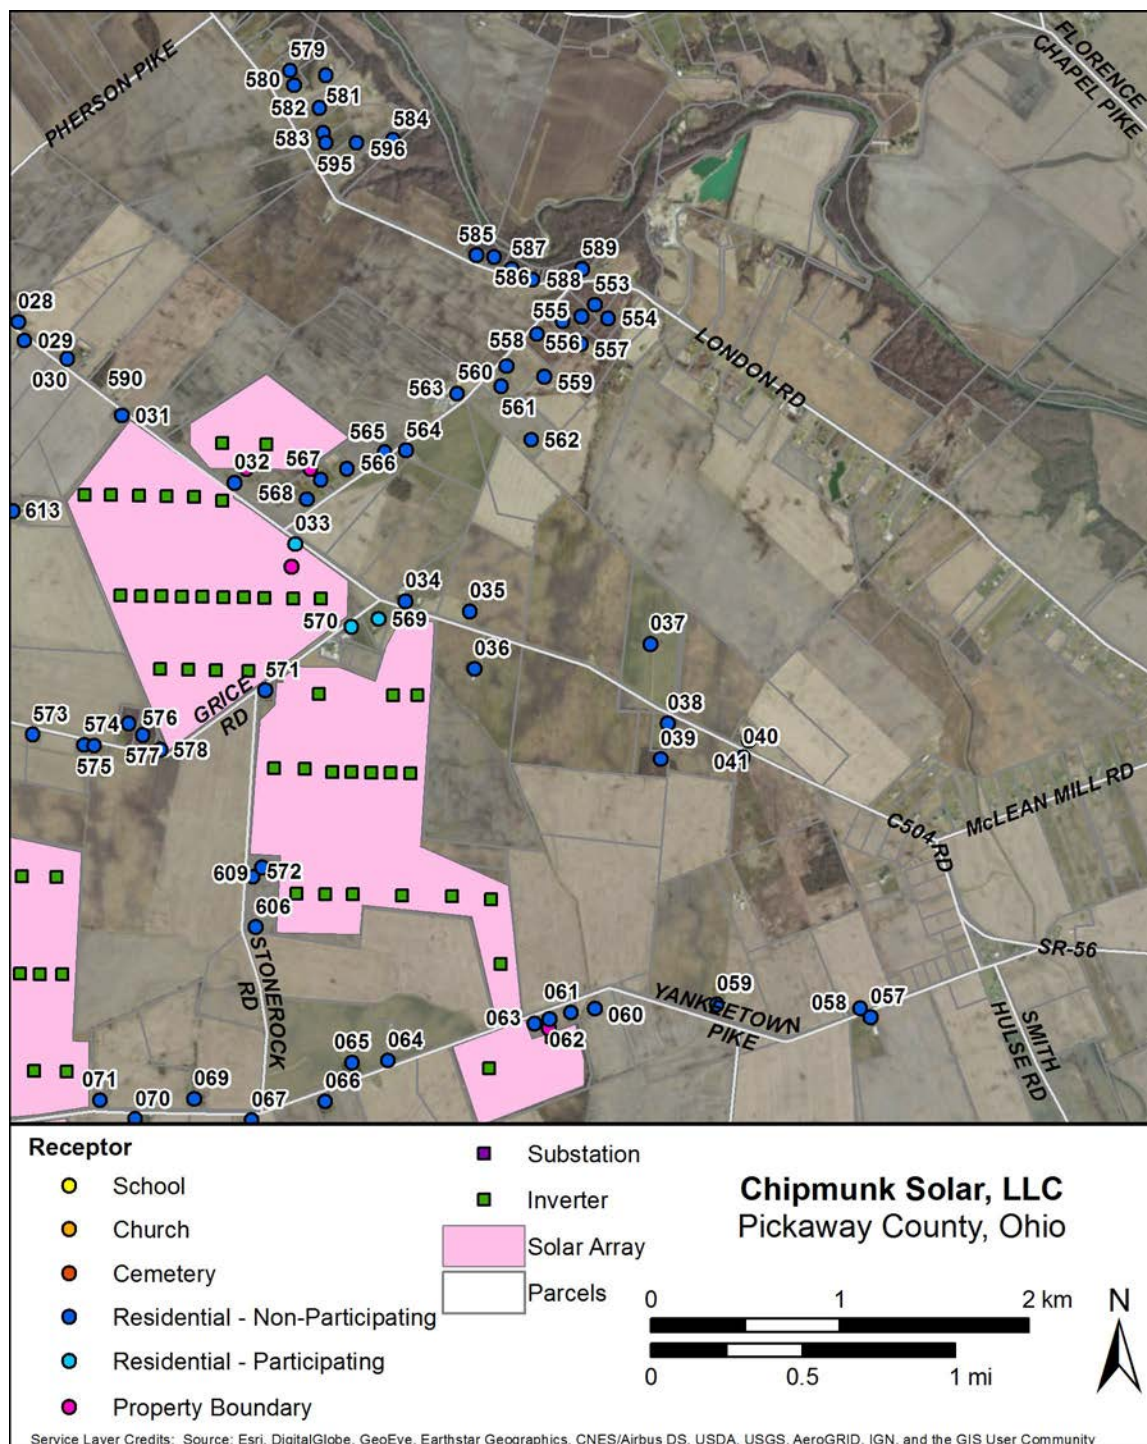 FLORENCE
CHAPEL PIKE
PHERSON PIKE
579
580
581
582
583
584
595
596
585
587
589
586
588
553
028
555
554
029
558
556
557
LONDON RD
030
560
559
590
563
561
031
565
564
562
032
567
566
568
613
033
034
035
570
569
037
036
571
GRICE
RD
573
574
576
038
577
578
575
039
040
041
McLEAN MILL RD
C504 RD
609
572
606
SR-56
STONEROCK
RD
059
061
058
057
063
060
YANKEETOWN
PIKE
062
SMITH
HULSE RD
065
064
071
069
066
070
067
Receptor
School
Church
Cemetery
Residential - Non-Participating
Residential - Participating
Property Boundary
Substation
Inverter
Solar Array
Parcels
Chipmunk Solar, LLC
Pickaway County, Ohio
0 1 2 km
N
0 0.5 1 mi
Service Layer Credits: Source: Esri, DigitalGlobe, GeoEye, Earthstar Geographics, CNES/Airbus DS, USDA, USGS, AeroGRID, IGN, and the GIS User Community